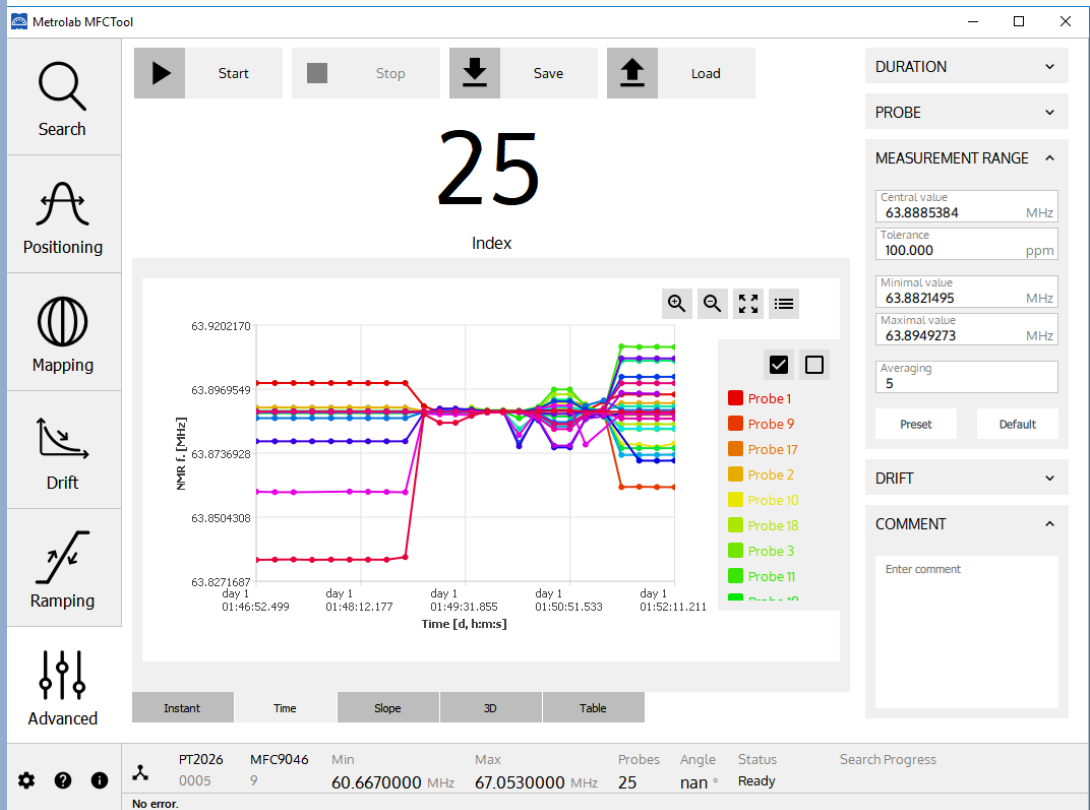 Metrolab MFCTool
Search
Positioning
Mapping
Drift
Ramping
Advanced
Start
Stop
Save
Load
25
Index
63.9202170
63.8969549
63.8736928
63.8504308
63.8271687
NMR f. [MHz]
day 1
01:46:52.499
day 1
01:48:12.177
day 1
01:49:31.855
day 1
01:50:51.533
day 1
01:52:11.211
Time [d, h:m:s]
Probe 1
Probe 9
Probe 17
Probe 2
Probe 10
Probe 18
Probe 3
Probe 11
Probe 19
Instant
Time
Slope
3D
Table
DURATION
PROBE
MEASUREMENT RANGE
Central value
63.8885384 MHz
Tolerance
100.000 ppm
Minimal value
63.8821495 MHz
Maximal value
63.8949273 MHz
Averaging
5
Preset Default
DRIFT
COMMENT
Enter comment
PT2026 MFC9046 Min Max Probes Angle Status Search Progress
0005 9 60.6670000 MHz 67.0530000 MHz 25 nan ° Ready
No error.